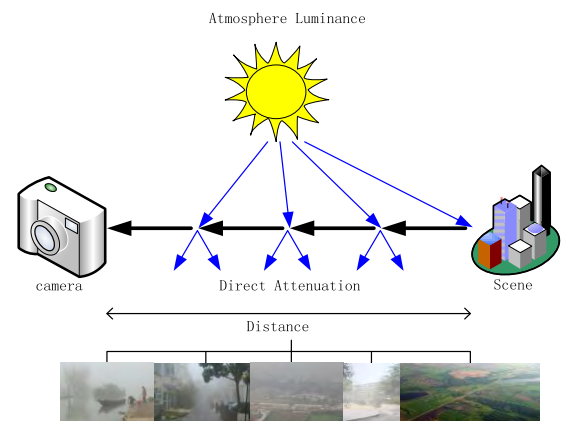 Atmosphere Luminance
camera
Direct Attenuation
Scene
Distance